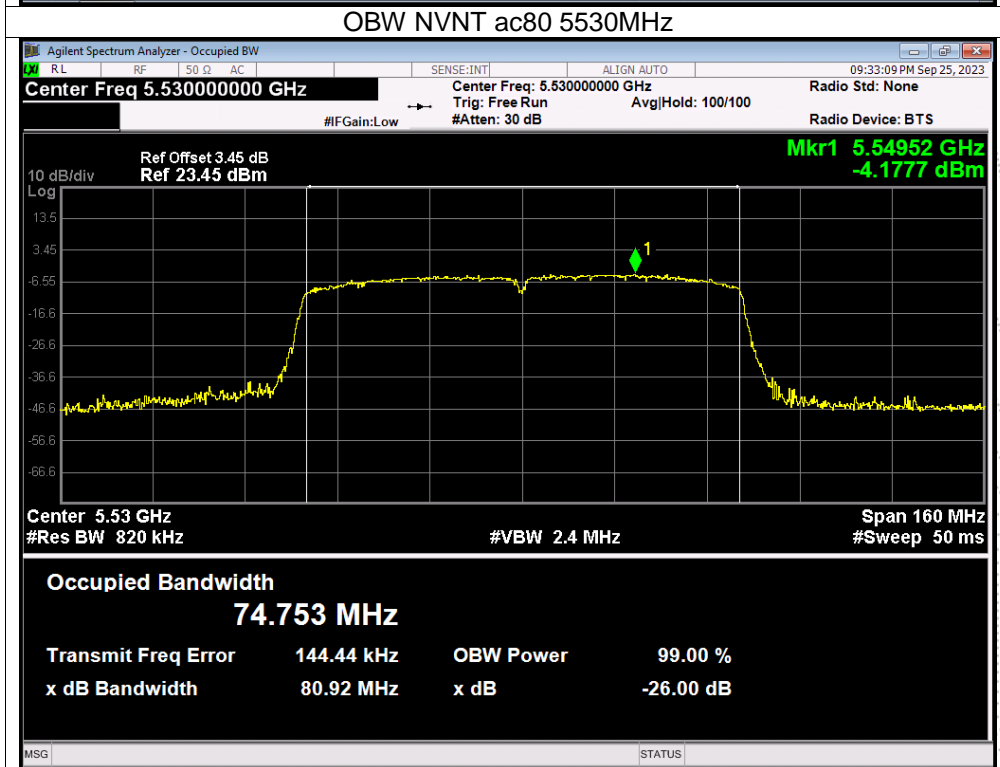 OBW NVNT ac80 5530MHz
Agilent Spectrum Analyzer - Occupied BW
LXI RL RF 50 Ω AC SENSE:INT ALIGN AUTO 09:33:09 PM Sep 25, 2023
Center Freq 5.530000000 GHz Center Freq: 5.530000000 GHz Radio Std: None
Trig: Free Run Avg|Hold: 100/100
#IFGain:Low #Atten: 30 dB Radio Device: BTS
Mkr1 5.54952 GHz
-4.1777 dBm
Ref Offset 3.45 dB
10 dB/div Ref 23.45 dBm
Log
13.5
3.45
-6.55
-16.6
-26.6
-36.6
-46.6
-56.6
-66.6
1
Center 5.53 GHz Span 160 MHz
#Res BW 820 kHz #VBW 2.4 MHz #Sweep 50 ms
Occupied Bandwidth
74.753 MHz
Transmit Freq Error 144.44 kHz OBW Power 99.00 %
x dB Bandwidth 80.92 MHz x dB -26.00 dB
MSG STATUS